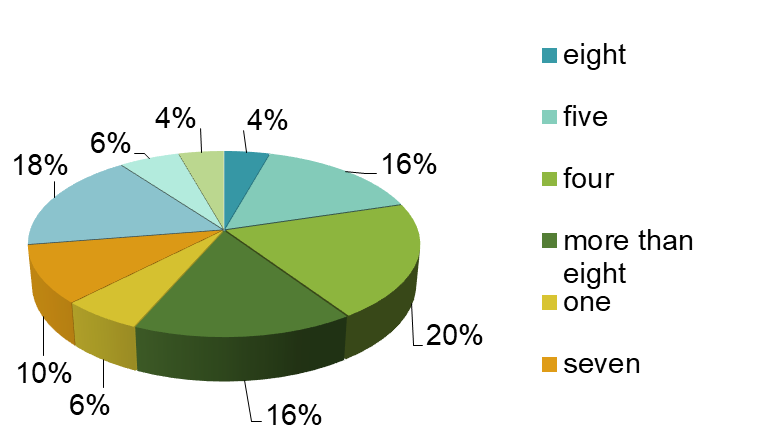 4%
4%
6%
16%
18%
20%
10%
6%
16%
eight
five
four
more than
eight
one
seven